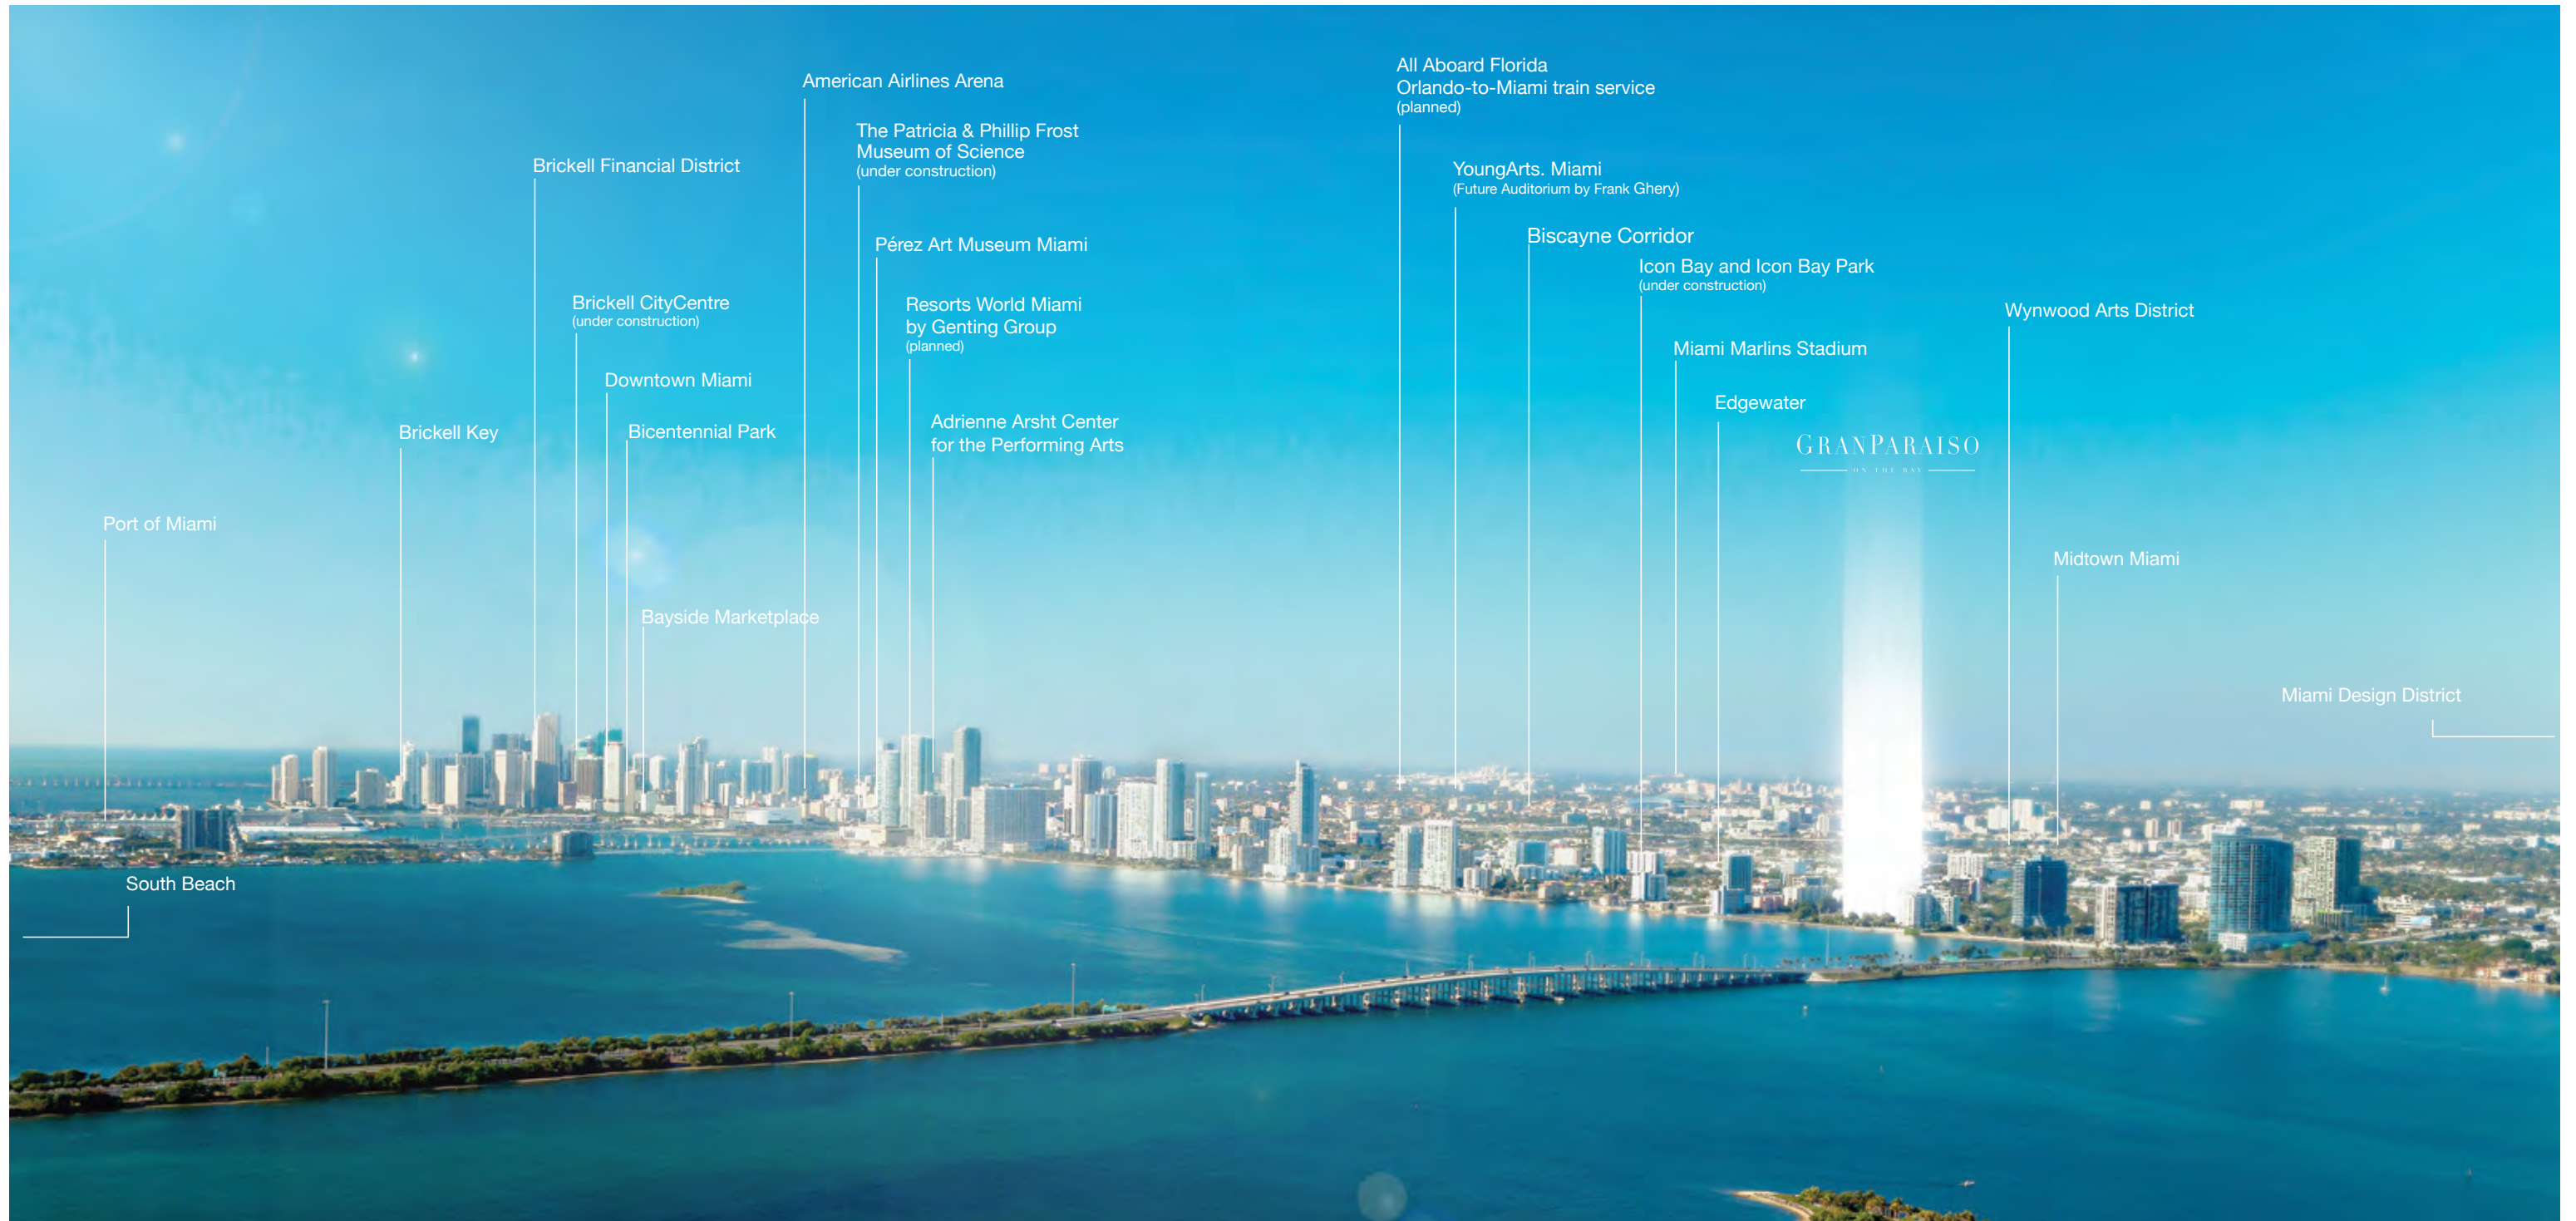 American Airlines Arena
The Patricia & Phillip Frost
Museum of Science
(under construction)
Brickell Financial District
Pérez Art Museum Miami
Brickell CityCentre
(under construction)
Resorts World Miami
by Genting Group
(planned)
Downtown Miami
Brickell Key
Bicentennial Park
Adrienne Arsht Center
for the Performing Arts
Port of Miami
Bayside Marketplace
South Beach
All Aboard Florida
Orlando-to-Miami train service
(planned)
YoungArts. Miami
(Future Auditorium by Frank Ghery)
Biscayne Corridor
Icon Bay and Icon Bay Park
(under construction)
Wynwood Arts District
Miami Marlins Stadium
Edgewater
GRANPARAISO
ON THE BAY
Midtown Miami
Miami Design District